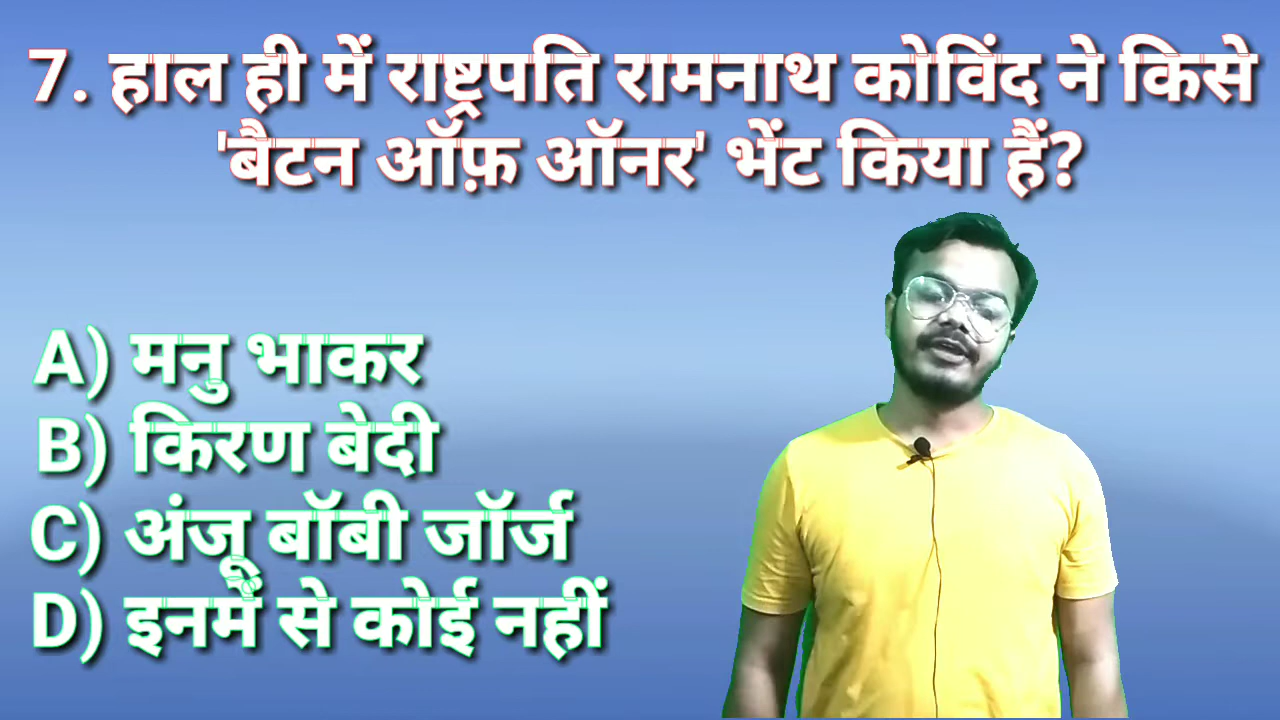 7. हाल ही में राष्ट्रपति रामनाथ कोविंद ने किसे
'बैटन ऑफ़ ऑनर' भेंट किया हैं?
A) मनु भाकर
B) किरण बेदी
C) अंजू बॉबी जॉर्ज
D) इनमें से कोई नहीं